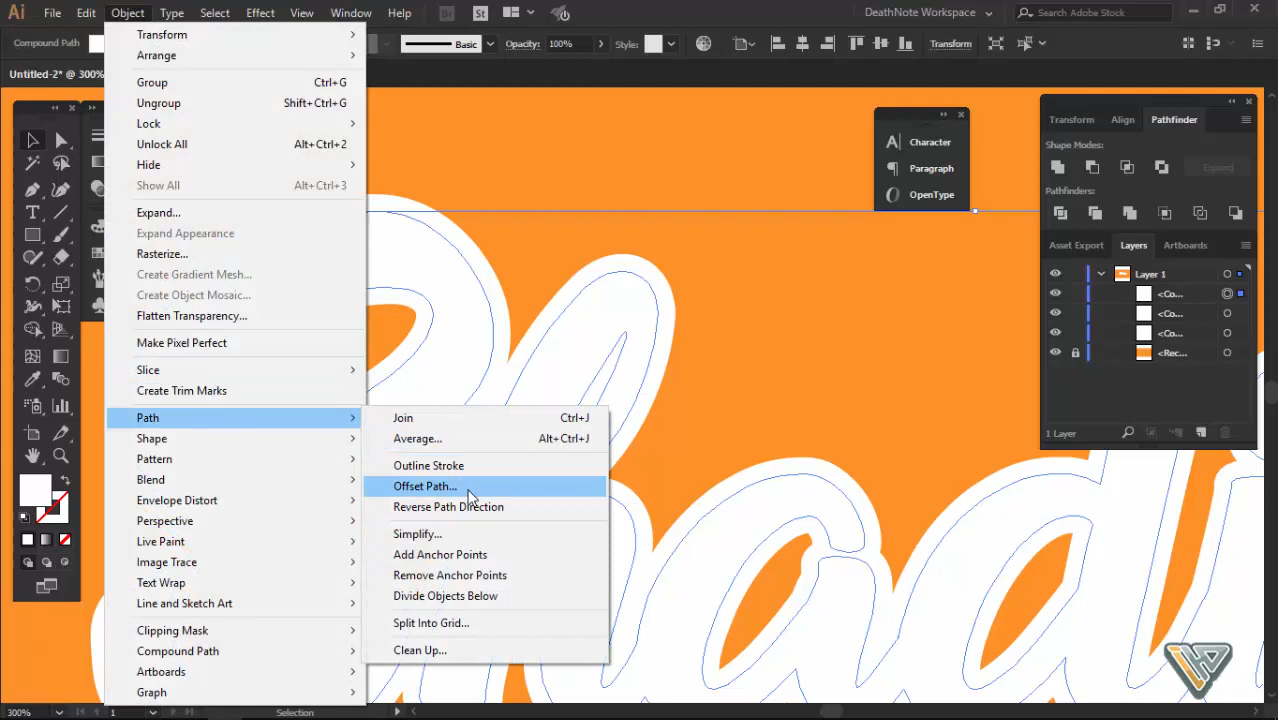 Ai File Edit Object Type Select Effect View Window Help Br St DeathNote Workspace Search Adobe Stock
Compound Path Basic Opacity: 100% Style: Transform
Untitled-2* @ 300%
Transform
Arrange
Group Ctrl+G
Ungroup Shift+Ctrl+G
Lock
Unlock All Alt+Ctrl+2
Hide
Show All Alt+Ctrl+3
Expand...
Expand Appearance
Rasterize...
Create Gradient Mesh...
Create Object Mosaic...
Flatten Transparency...
Make Pixel Perfect
Slice
Create Trim Marks
Path
Shape
Pattern
Blend
Envelope Distort
Perspective
Live Paint
Image Trace
Text Wrap
Line and Sketch Art
Clipping Mask
Compound Path
Artboards
Graph
Join Ctrl+J
Average... Alt+Ctrl+J
Outline Stroke
Offset Path...
Reverse Path Direction
Simplify...
Add Anchor Points
Remove Anchor Points
Divide Objects Below
Split Into Grid...
Clean Up...
Character
Paragraph
OpenType
Transform Align Pathfinder
Shape Modes:
Expand
Pathfinders:
Asset Export Layers Artboards
Layer 1
<Co...
<Co...
<Co...
<Rec...
1 Layer
300% 1 Selection